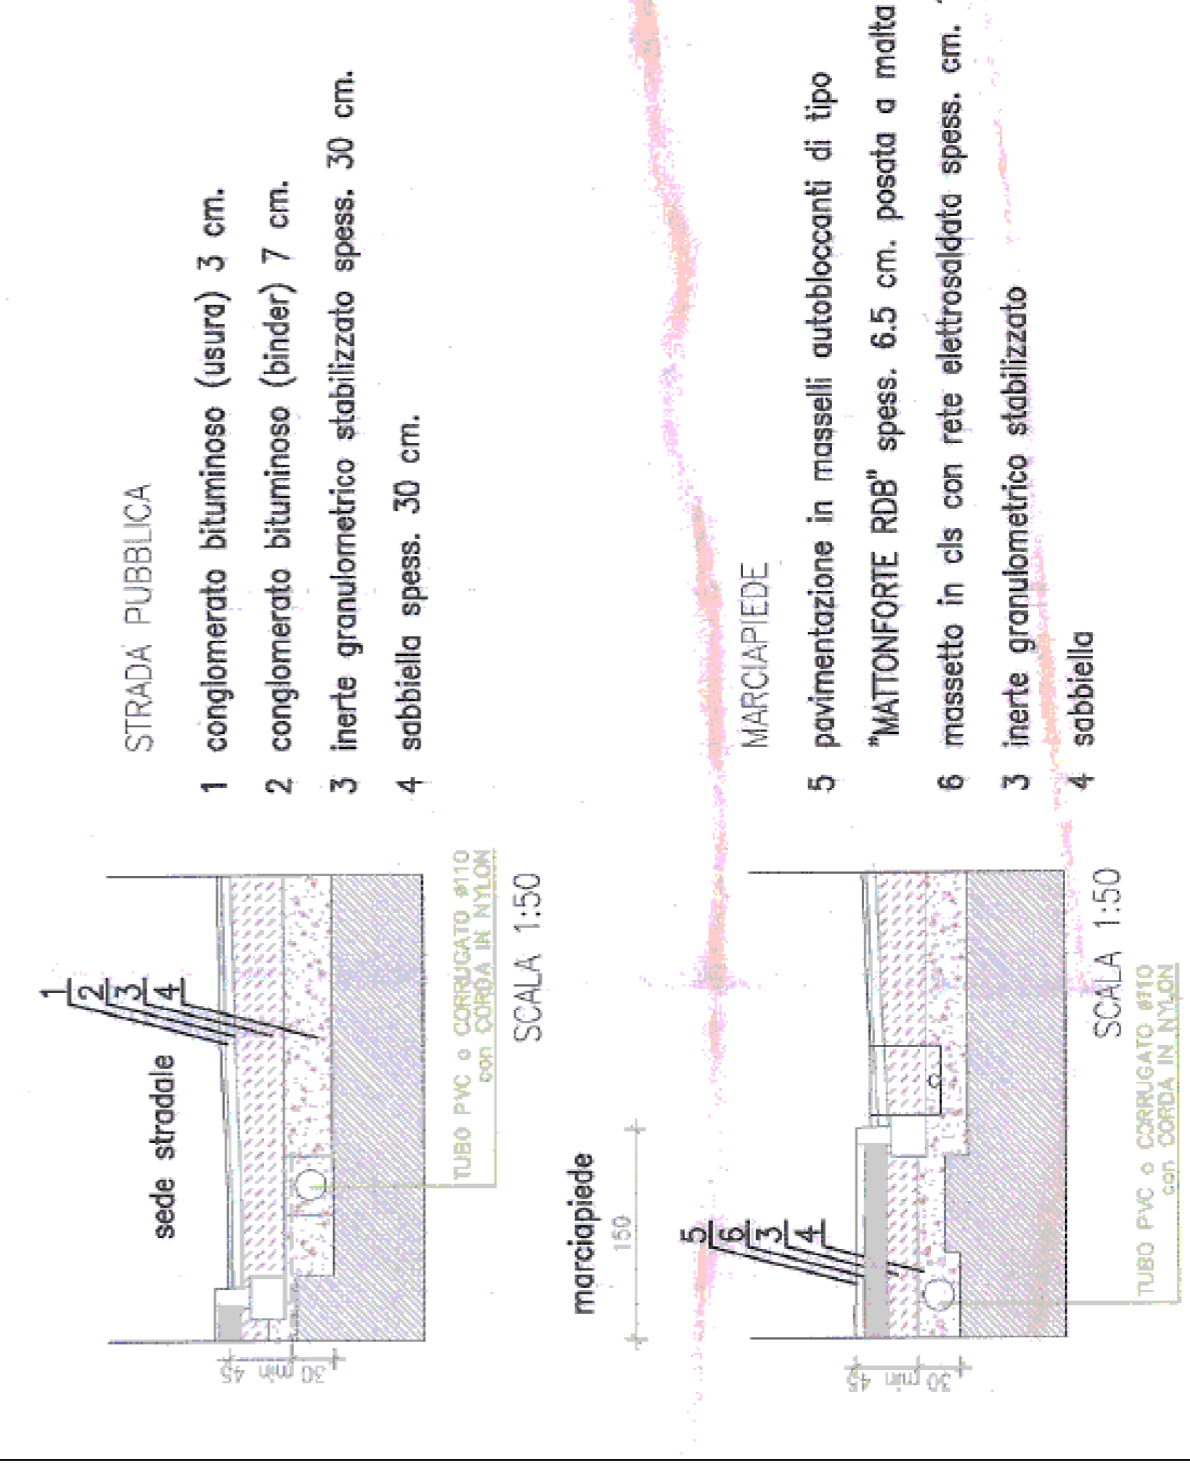 STRADA PUBBLICA
1 conglomerato bituminoso (usura) 3 cm.
2 conglomerato bituminoso (binder) 7 cm.
3 inerte granulometrico stabilizzato spess. 30 cm.
4 sabbiella spess. 30 cm.
sede stradale
1
2
3
4
45 min
30
TUBO PVC o CORRUGATO ø110
con CORDA IN NYLON
SCALA 1:50
MARCIAPIEDE
5 pavimentazione in masselli autobloccanti di tipo
"MATTONFORTE RDB" spess. 6.5 cm. posata a malta
6 massetto in cls con rete elettrosaldata spess. cm.
3 inerte granulometrico stabilizzato
4 sabbiella
marciapiede
150
5
6
3
4
45 min
30
TUBO PVC o CORRUGATO ø110
con CORDA IN NYLON
SCALA 1:50